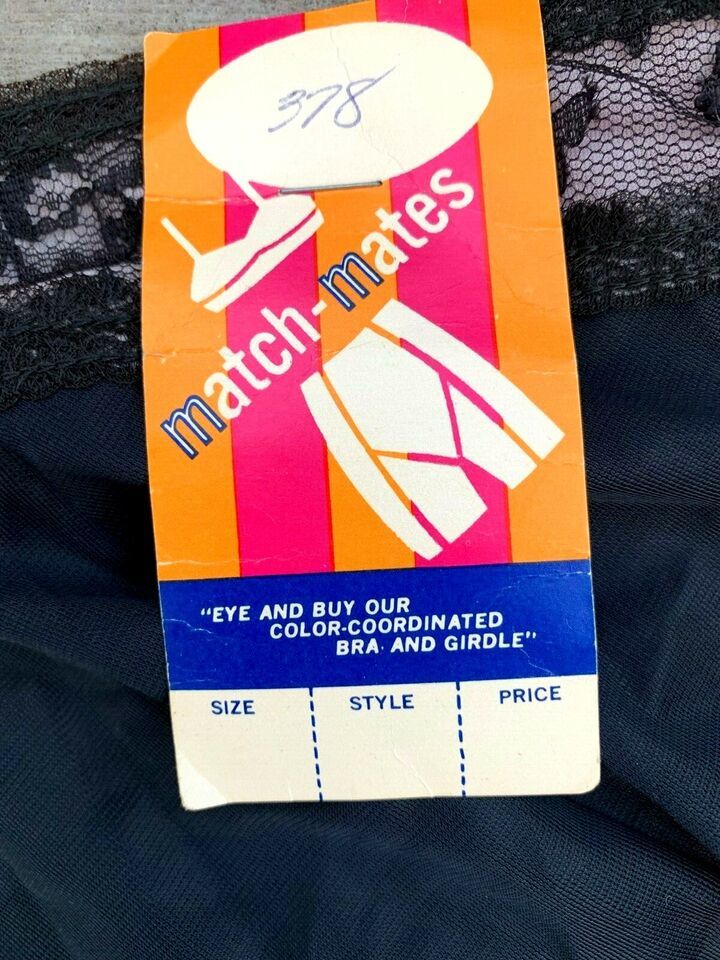 378
match-mates
"EYE AND BUY OUR
COLOR-COORDINATED
BRA AND GIRDLE"
SIZE STYLE PRICE